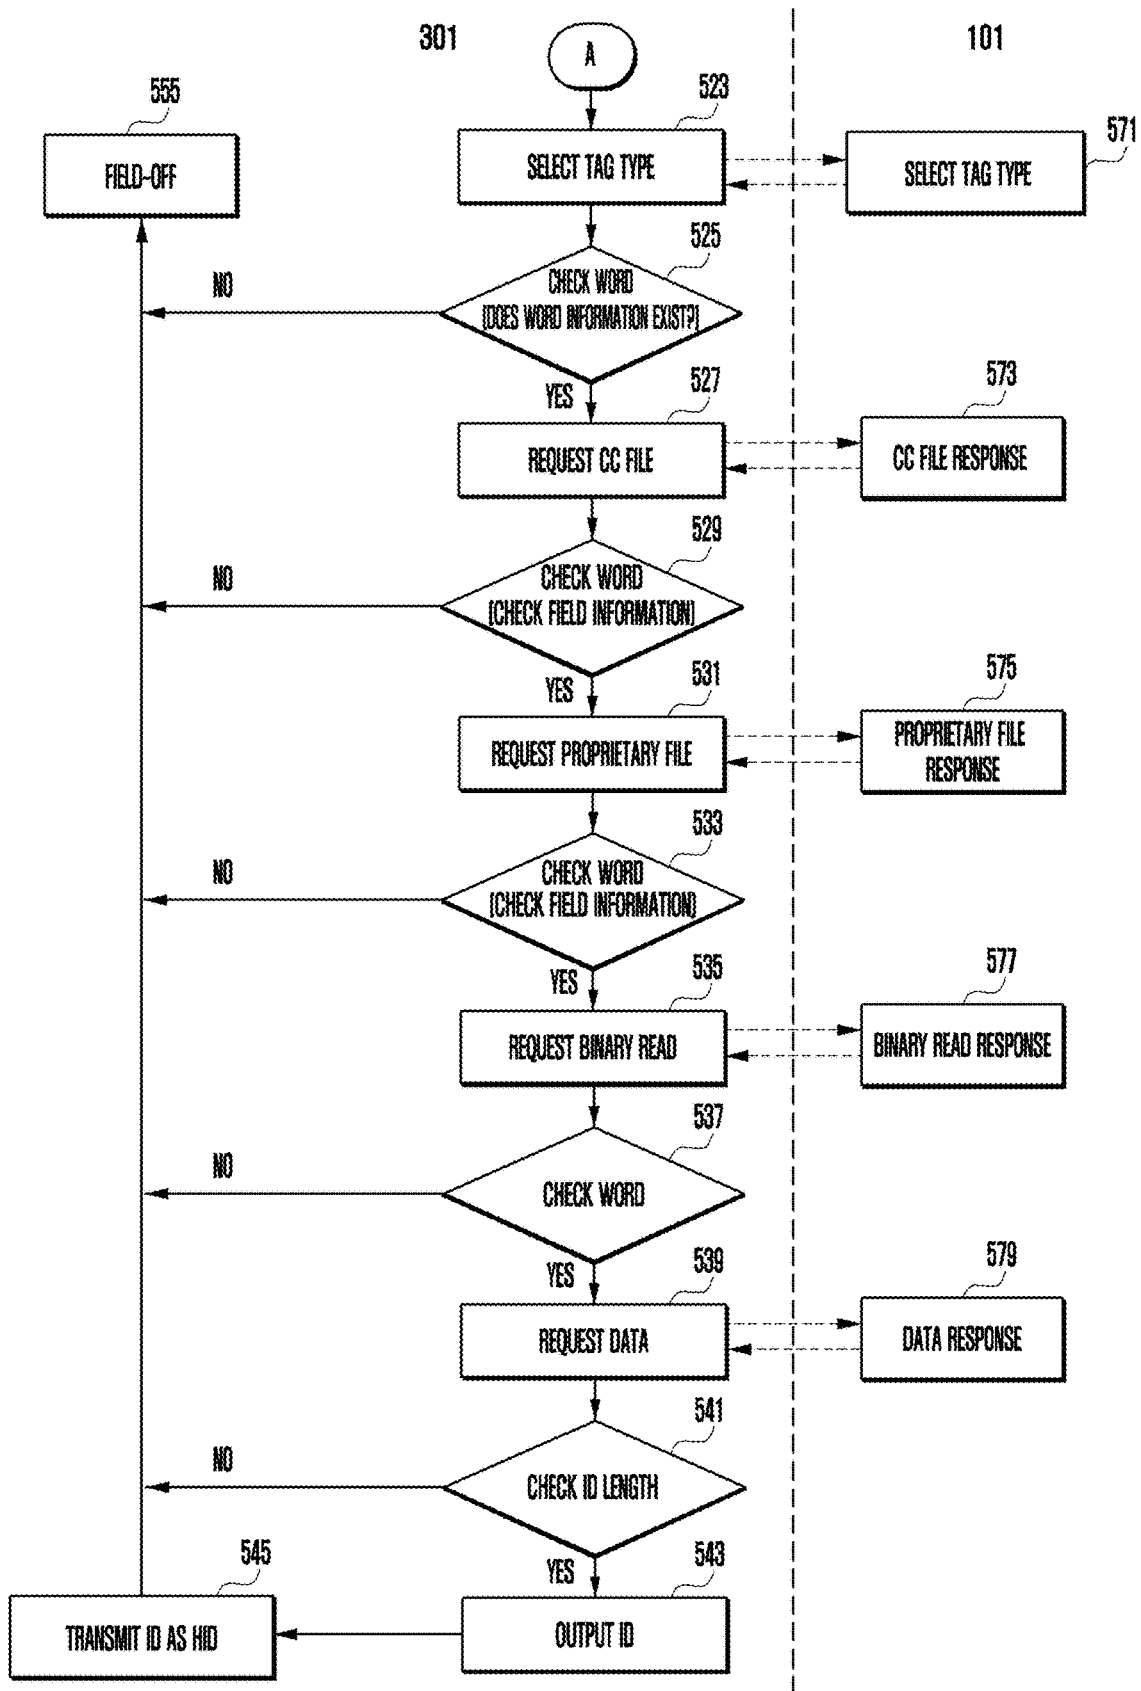 301
A
101
555
523
571
FIELD-OFF
SELECT TAG TYPE
SELECT TAG TYPE
525
NO
CHECK WORD
(DOES WORD INFORMATION EXIST?)
YES
527
573
REQUEST CC FILE
CC FILE RESPONSE
529
NO
CHECK WORD
(CHECK FIELD INFORMATION)
YES
531
575
REQUEST PROPRIETARY FILE
PROPRIETARY FILE
RESPONSE
533
NO
CHECK WORD
(CHECK FIELD INFORMATION)
YES
535
577
REQUEST BINARY READ
BINARY READ RESPONSE
537
NO
CHECK WORD
YES
539
579
REQUEST DATA
DATA RESPONSE
541
NO
CHECK ID LENGTH
YES
545
543
TRANSMIT ID AS HID
OUTPUT ID